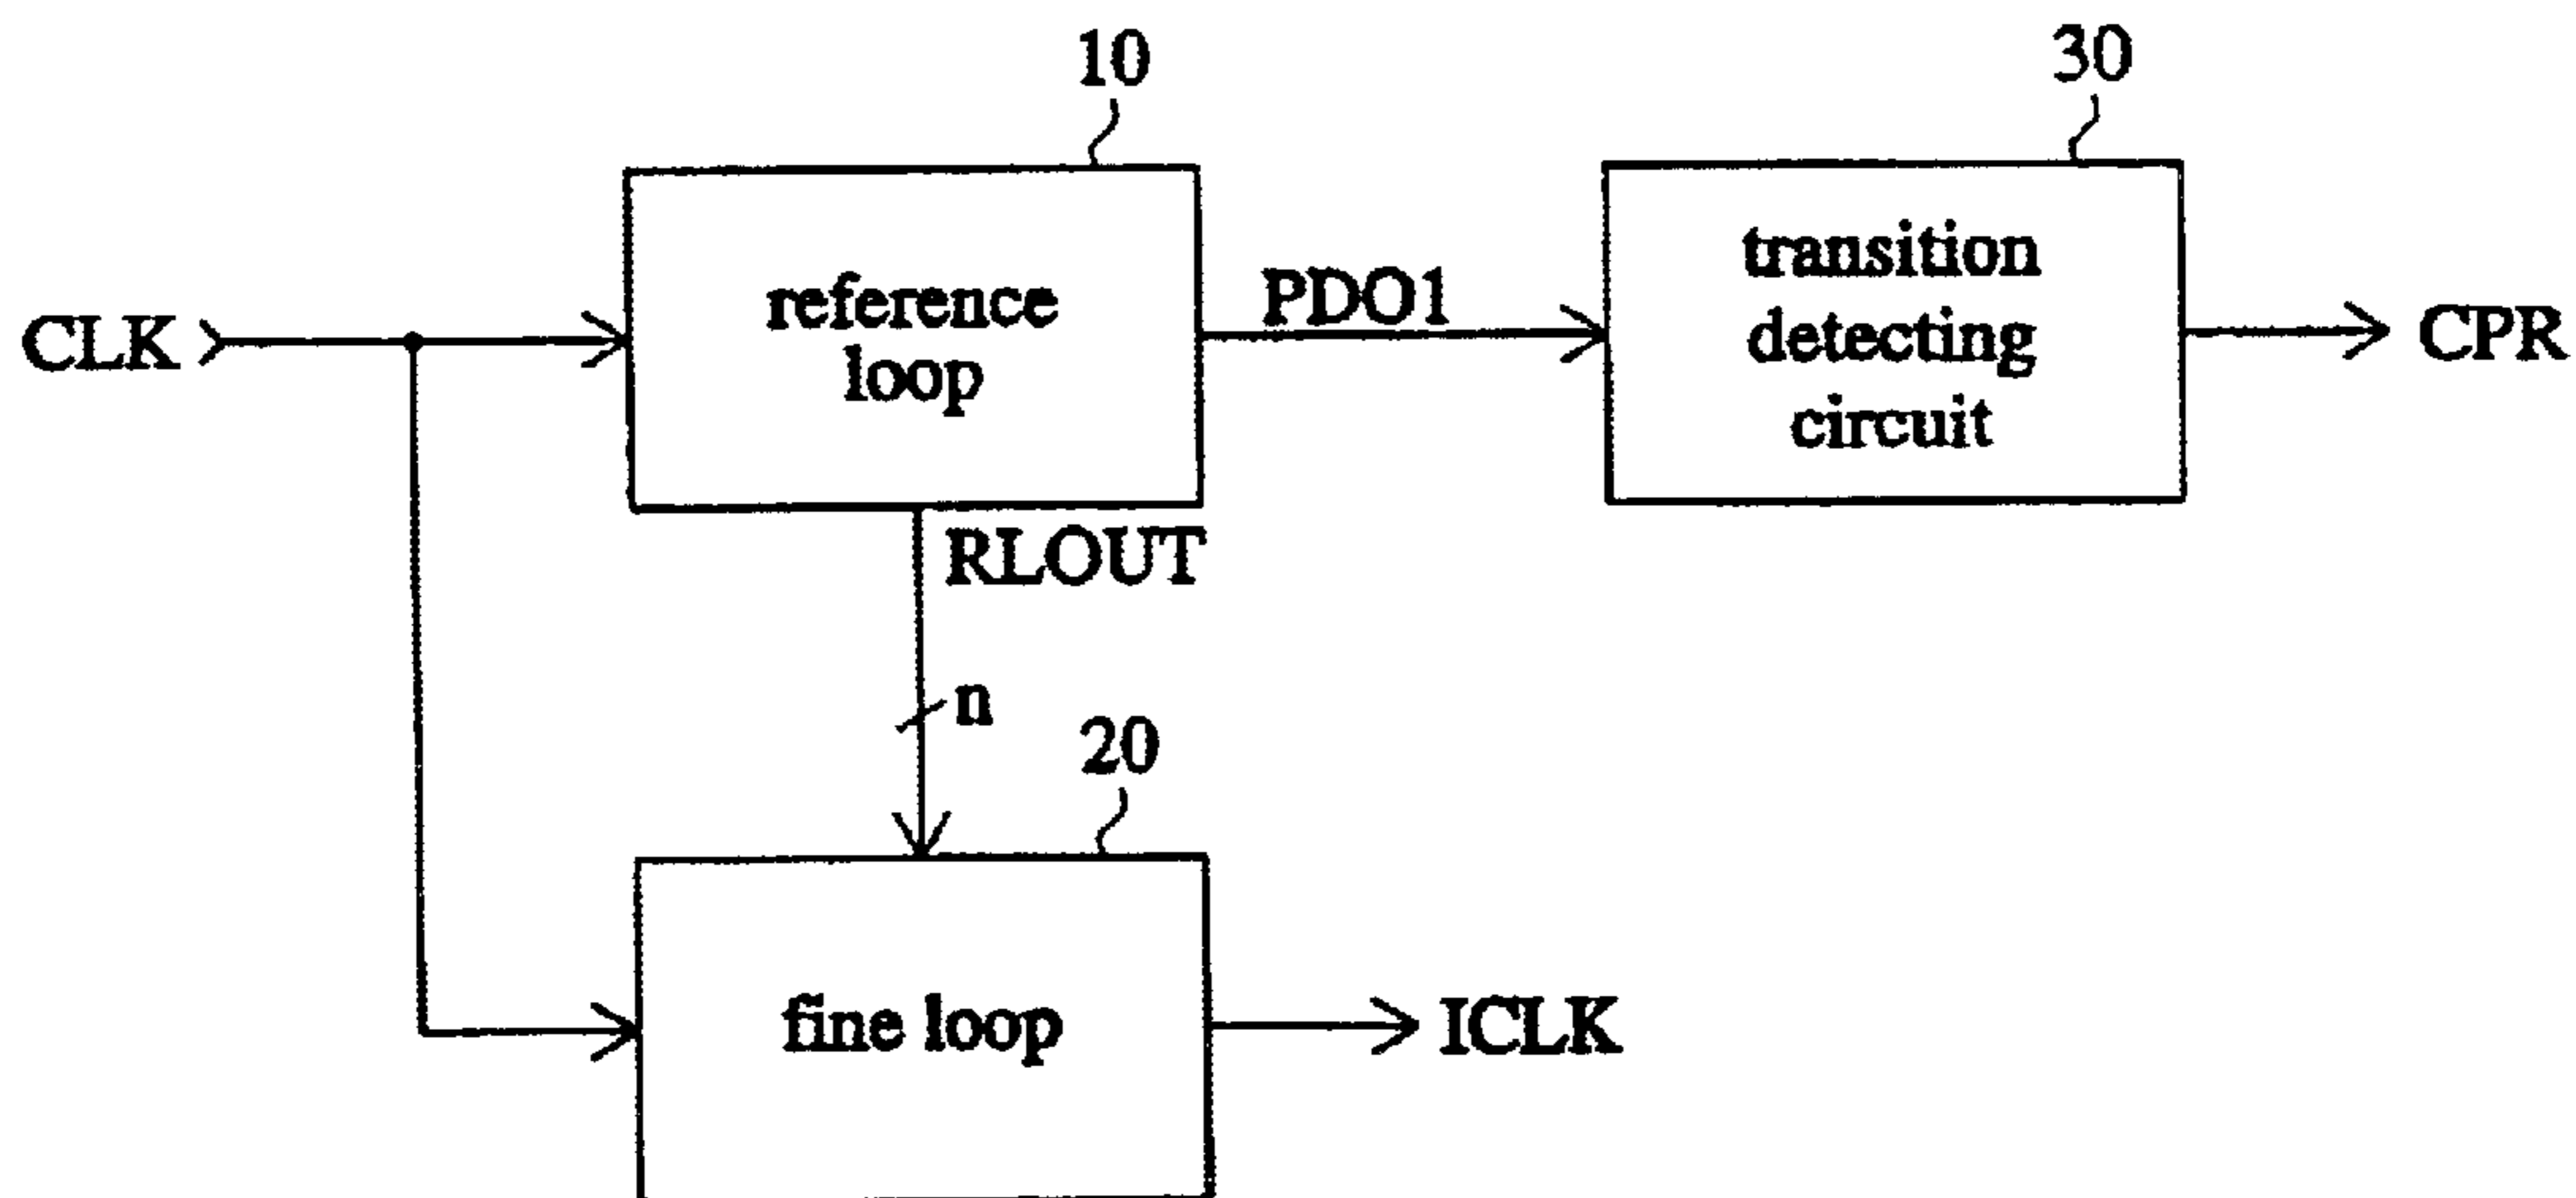 10
30
CLK
reference
loop
PDO1
transition
detecting
circuit
CPR
RLOUT
n
20
fine loop
ICLK